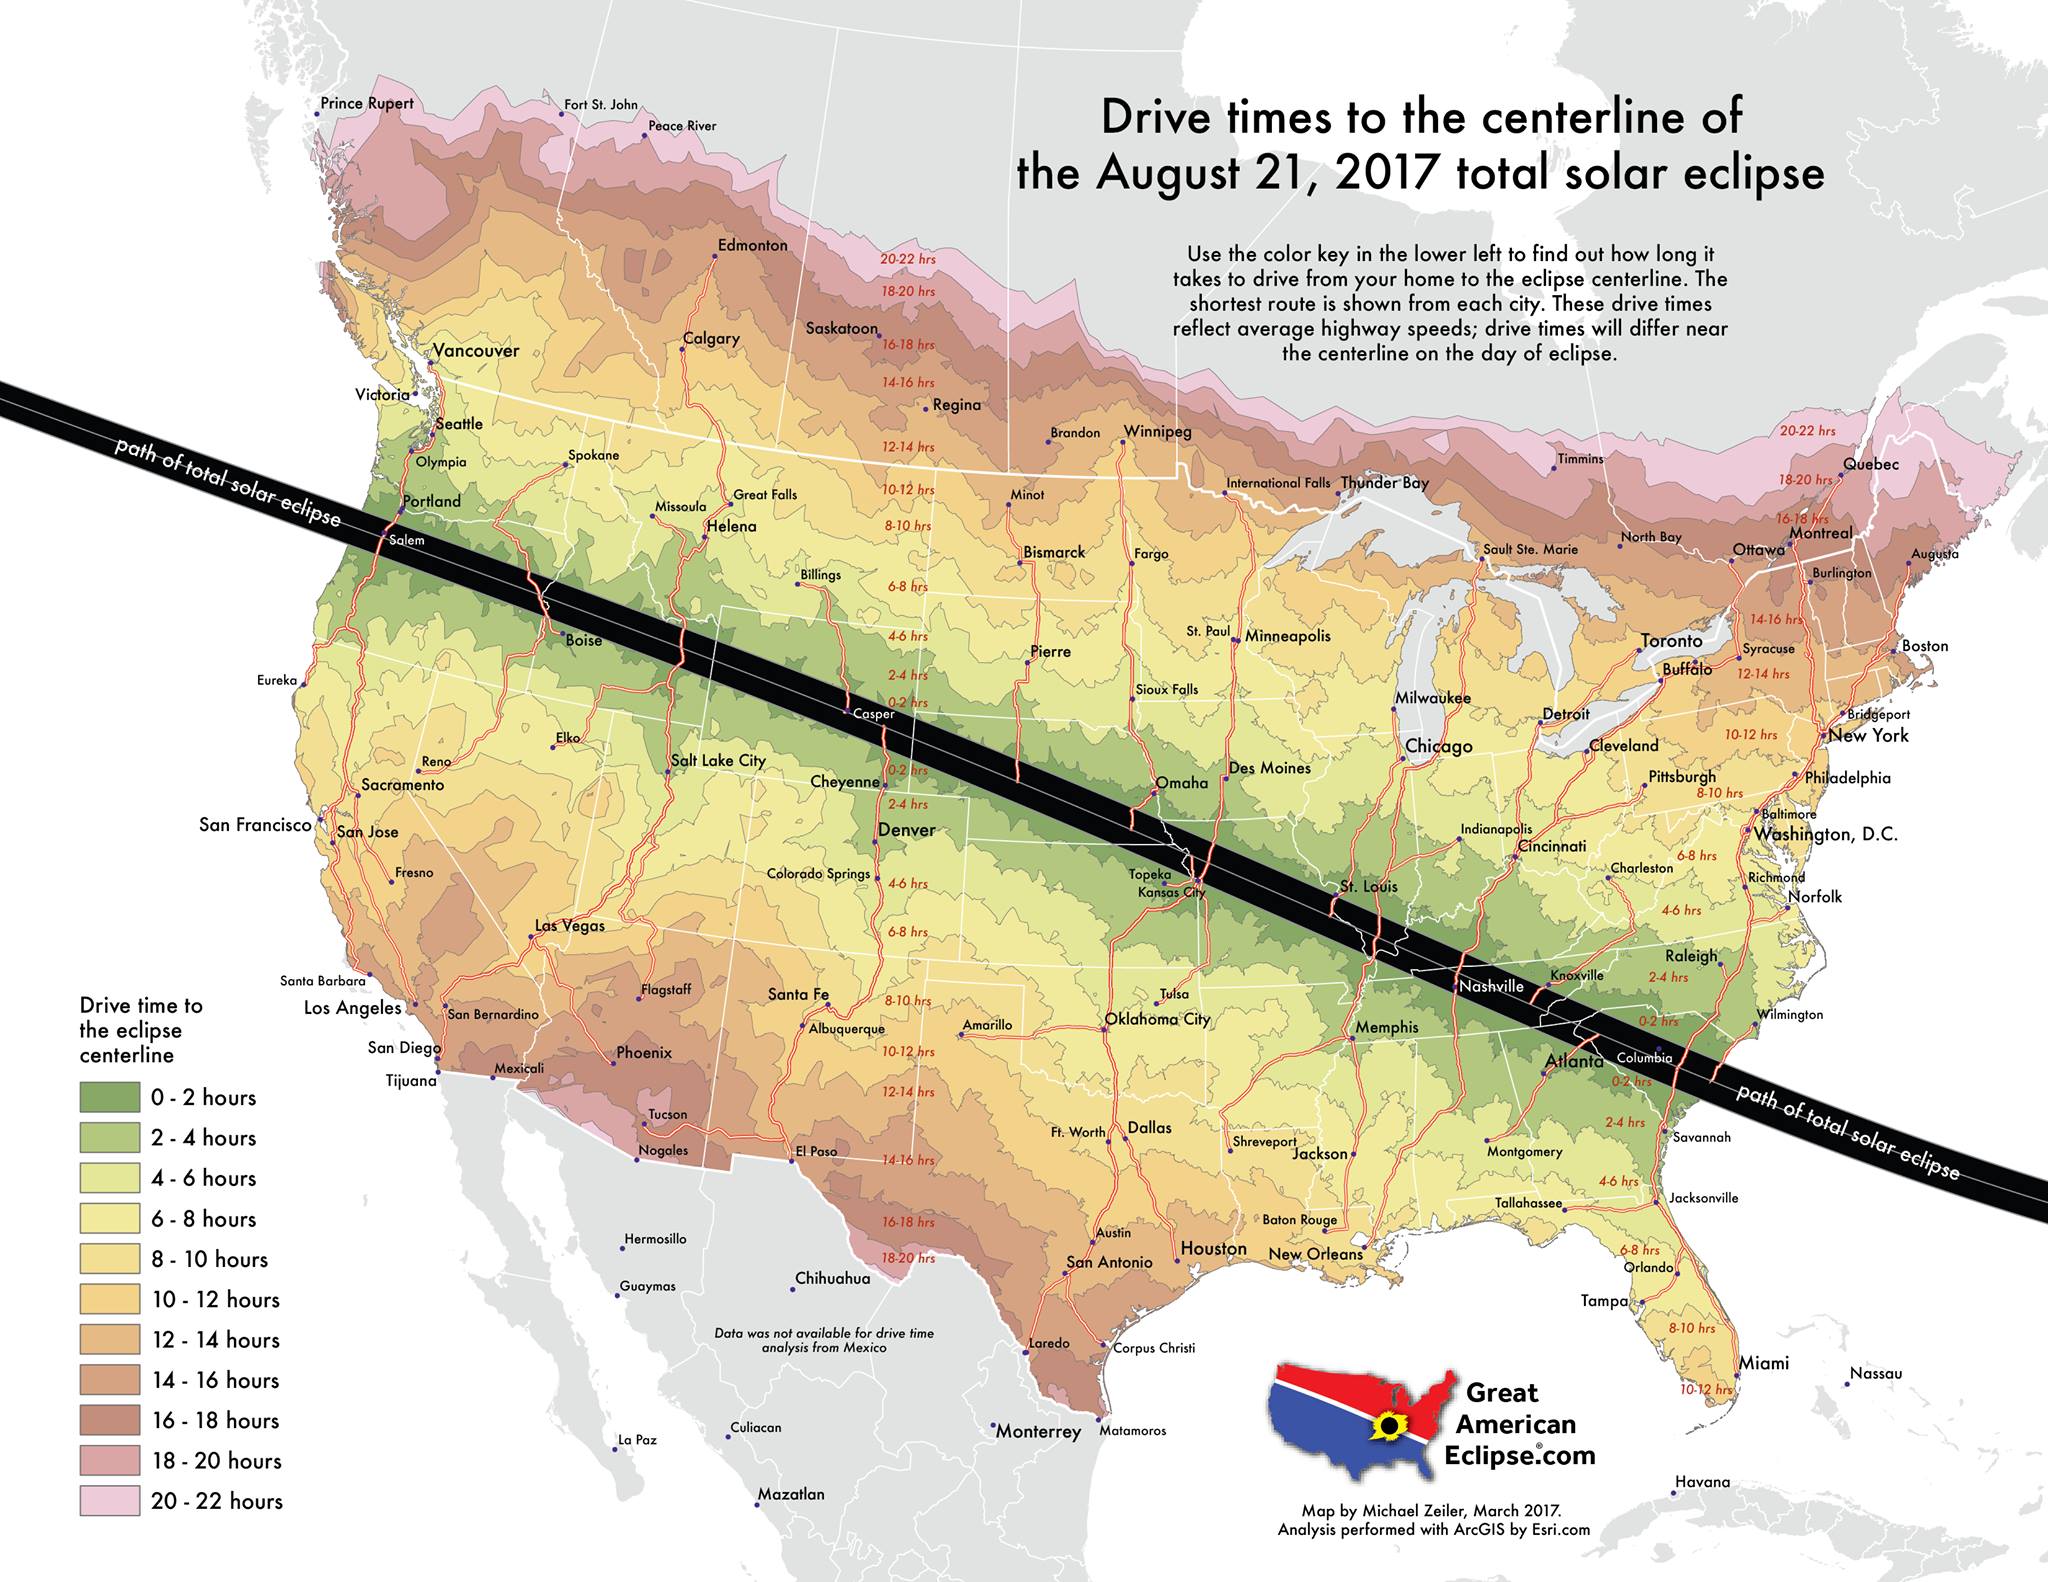 Drive times to the centerline of
the August 21, 2017 total solar eclipse
Use the color key in the lower left to find out how long it
takes to drive from your home to the eclipse centerline. The
shortest route is shown from each city. These drive times
reflect average highway speeds; drive times will differ near
the centerline on the day of eclipse.
Prince Rupert
Fort St. John
Peace River
Edmonton
20-22 hrs
18-20 hrs
Saskatoon
Calgary
16-18 hrs
Vancouver
14-16 hrs
Victoria
Regina
Seattle
Brandon
Winnipeg
20-22 hrs
12-14 hrs
path of total solar eclipse
Olympia
Spokane
Timmins
Quebec
10-12 hrs
International Falls
Thunder Bay
18-20 hrs
Portland
Missoula
Great Falls
Minot
Helena
8-10 hrs
16-18 hrs
Montreal
Salem
Bismarck
Fargo
Sault Ste. Marie
North Bay
Ottawa
Augusta
Billings
6-8 hrs
Burlington
14-16 hrs
Boise
4-6 hrs
St. Paul
Minneapolis
Toronto
Boston
Pierre
Syracuse
Buffalo
12-14 hrs
Eureka
2-4 hrs
Sioux Falls
Milwaukee
0-2 hrs
Casper
Detroit
Bridgeport
Elko
Chicago
Cleveland
10-12 hrs
New York
Reno
Salt Lake City
0-2 hrs
Des Moines
Cheyenne
Omaha
Pittsburgh
Philadelphia
Sacramento
2-4 hrs
8-10 hrs
San Francisco
San Jose
Denver
Indianapolis
Baltimore
Washington, D.C.
Cincinnati
6-8 hrs
Fresno
Colorado Springs
4-6 hrs
Topeka
Kansas City
St. Louis
Charleston
Richmond
Norfolk
Las Vegas
6-8 hrs
4-6 hrs
Raleigh
Santa Barbara
Flagstaff
Santa Fe
8-10 hrs
Tulsa
Nashville
Knoxville
2-4 hrs
Los Angeles
San Bernardino
Albuquerque
Amarillo
Oklahoma City
Memphis
0-2 hrs
Wilmington
San Diego
Phoenix
10-12 hrs
Atlanta
Columbia
Tijuana
Mexicali
12-14 hrs
0-2 hrs
path of total solar eclipse
Tucson
Ft. Worth
Dallas
Shreveport
Jackson
Montgomery
2-4 hrs
Savannah
Nogales
El Paso
14-16 hrs
4-6 hrs
Tallahassee
Jacksonville
16-18 hrs
Baton Rouge
Hermosillo
Austin
18-20 hrs
San Antonio
Houston
New Orleans
6-8 hrs
Orlando
Guaymas
Chihuahua
Tampa
Data was not available for drive time
analysis from Mexico
8-10 hrs
Laredo
Corpus Christi
Miami
10-12 hrs
Nassau
Culiacan
Monterrey
Matamoros
La Paz
Mazatlan
Havana
Drive time to
the eclipse
centerline
0 - 2 hours
2 - 4 hours
4 - 6 hours
6 - 8 hours
8 - 10 hours
10 - 12 hours
12 - 14 hours
14 - 16 hours
16 - 18 hours
18 - 20 hours
20 - 22 hours
Great
American
Eclipse®.com
Map by Michael Zeiler, March 2017.
Analysis performed with ArcGIS by Esri.com